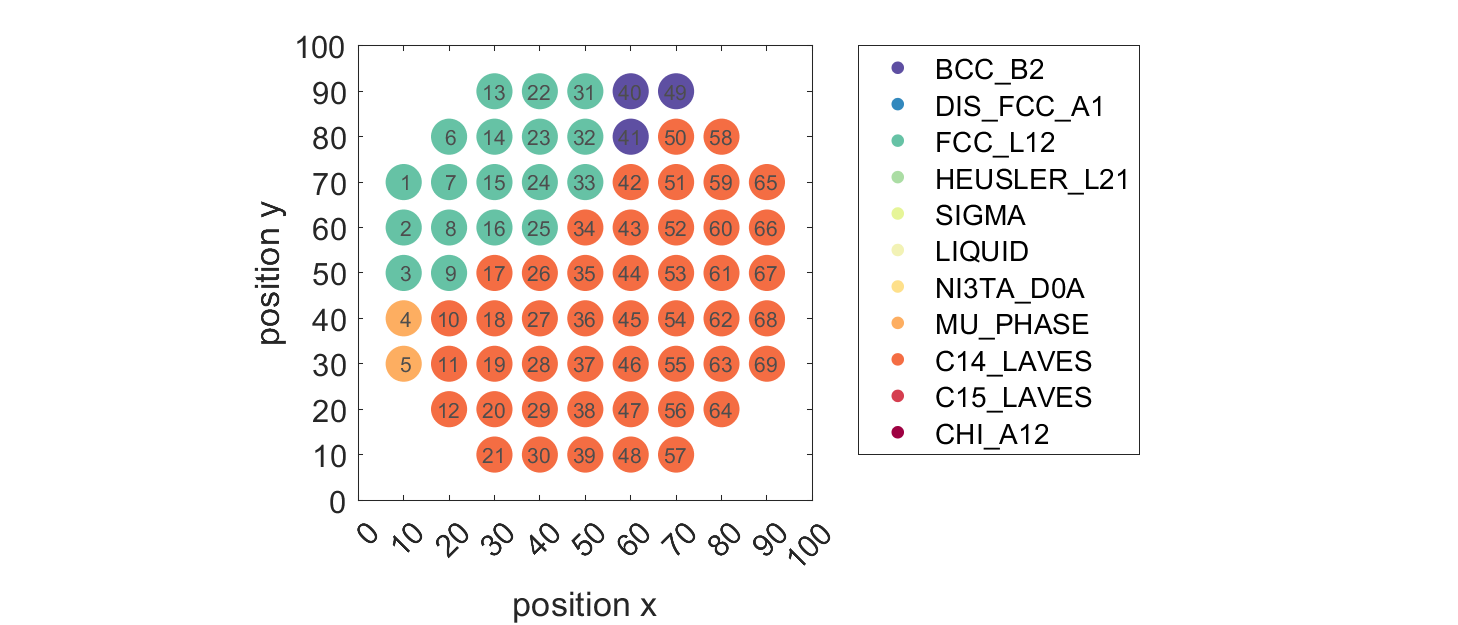 100
90
80
70
60
50
40
30
20
10
0
13 22 31 40 49
6 14 23 32 41 50 58
1 7 15 24 33 42 51 59 65
2 8 16 25 34 43 52 60 66
3 9 17 26 35 44 53 61 67
4 10 18 27 36 45 54 62 68
5 11 19 28 37 46 55 63 69
12 20 29 38 47 56 64
21 30 39 48 57
0 10 20 30 40 50 60 70 80 90 100
position x
position y
BCC_B2
DIS_FCC_A1
FCC_L12
HEUSLER_L21
SIGMA
LIQUID
NI3TA_D0A
MU_PHASE
C14_LAVES
C15_LAVES
CHI_A12